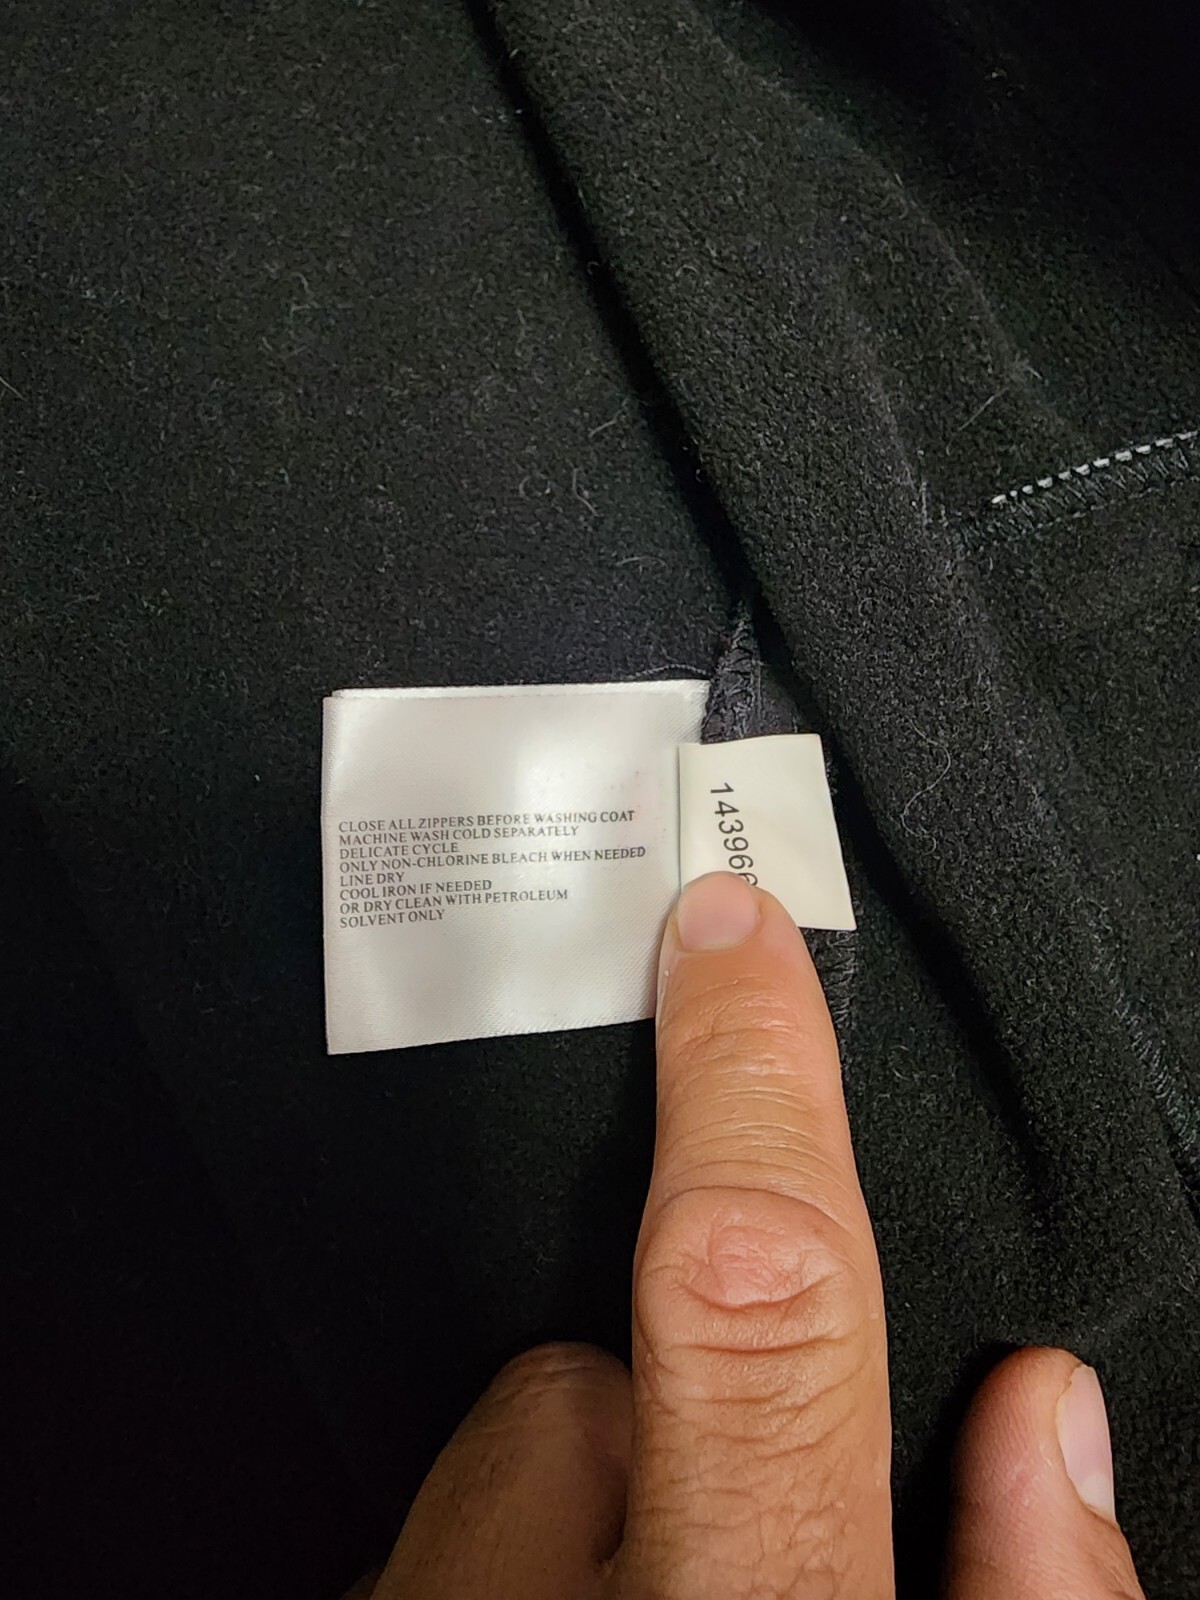 CLOSE ALL ZIPPERS BEFORE WASHING COAT
MACHINE WASH COLD SEPARATELY
DELICATE CYCLE
ONLY NON-CHLORINE BLEACH WHEN NEEDED
LINE DRY
COOL IRON IF NEEDED
OR DRY CLEAN WITH PETROLEUM
SOLVENT ONLY
143966